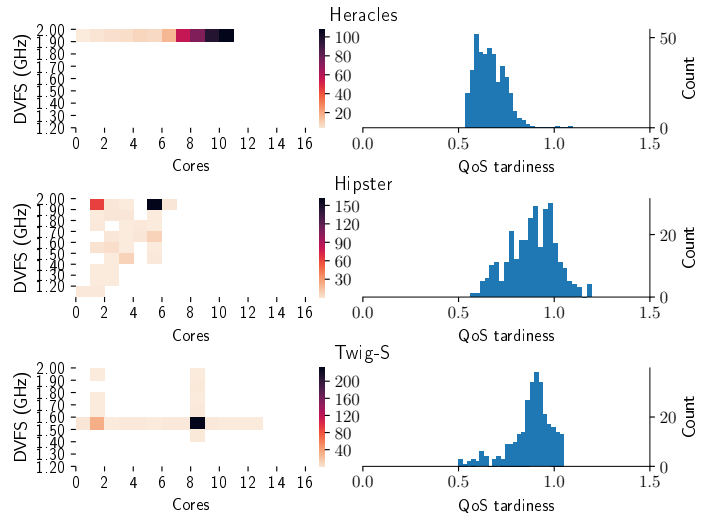 Heracles
DVFS (GHz)
2.00
1.90
1.80
1.70
1.60
1.50
1.40
1.30
1.20
0 2 4 6 8 10 12 14 16
Cores
100
80
60
40
20
0.0 0.5 1.0 1.5
QoS tardiness
50
0
Count
Hipster
DVFS (GHz)
2.00
1.90
1.80
1.70
1.60
1.50
1.40
1.30
1.20
0 2 4 6 8 10 12 14 16
Cores
150
120
90
60
30
0.0 0.5 1.0 1.5
QoS tardiness
20
0
Count
Twig-S
DVFS (GHz)
2.00
1.90
1.80
1.70
1.60
1.50
1.40
1.30
1.20
0 2 4 6 8 10 12 14 16
Cores
200
160
120
80
40
0.0 0.5 1.0 1.5
QoS tardiness
20
0
Count